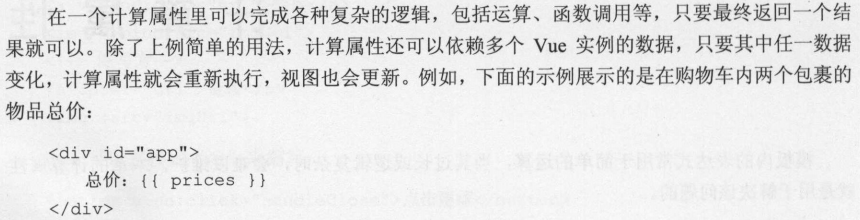 在一个计算属性里可以完成各种复杂的逻辑，包括运算、函数调用等，只要最终返回一个结
果就可以。除了上例简单的用法，计算属性还可以依赖多个 Vue 实例的数据，只要其中任一数据
变化，计算属性就会重新执行，视图也会更新。例如，下面的示例展示的是在购物车内两个包裹的
物品总价：
<div id="app">
总价：{{ prices }}
</div>